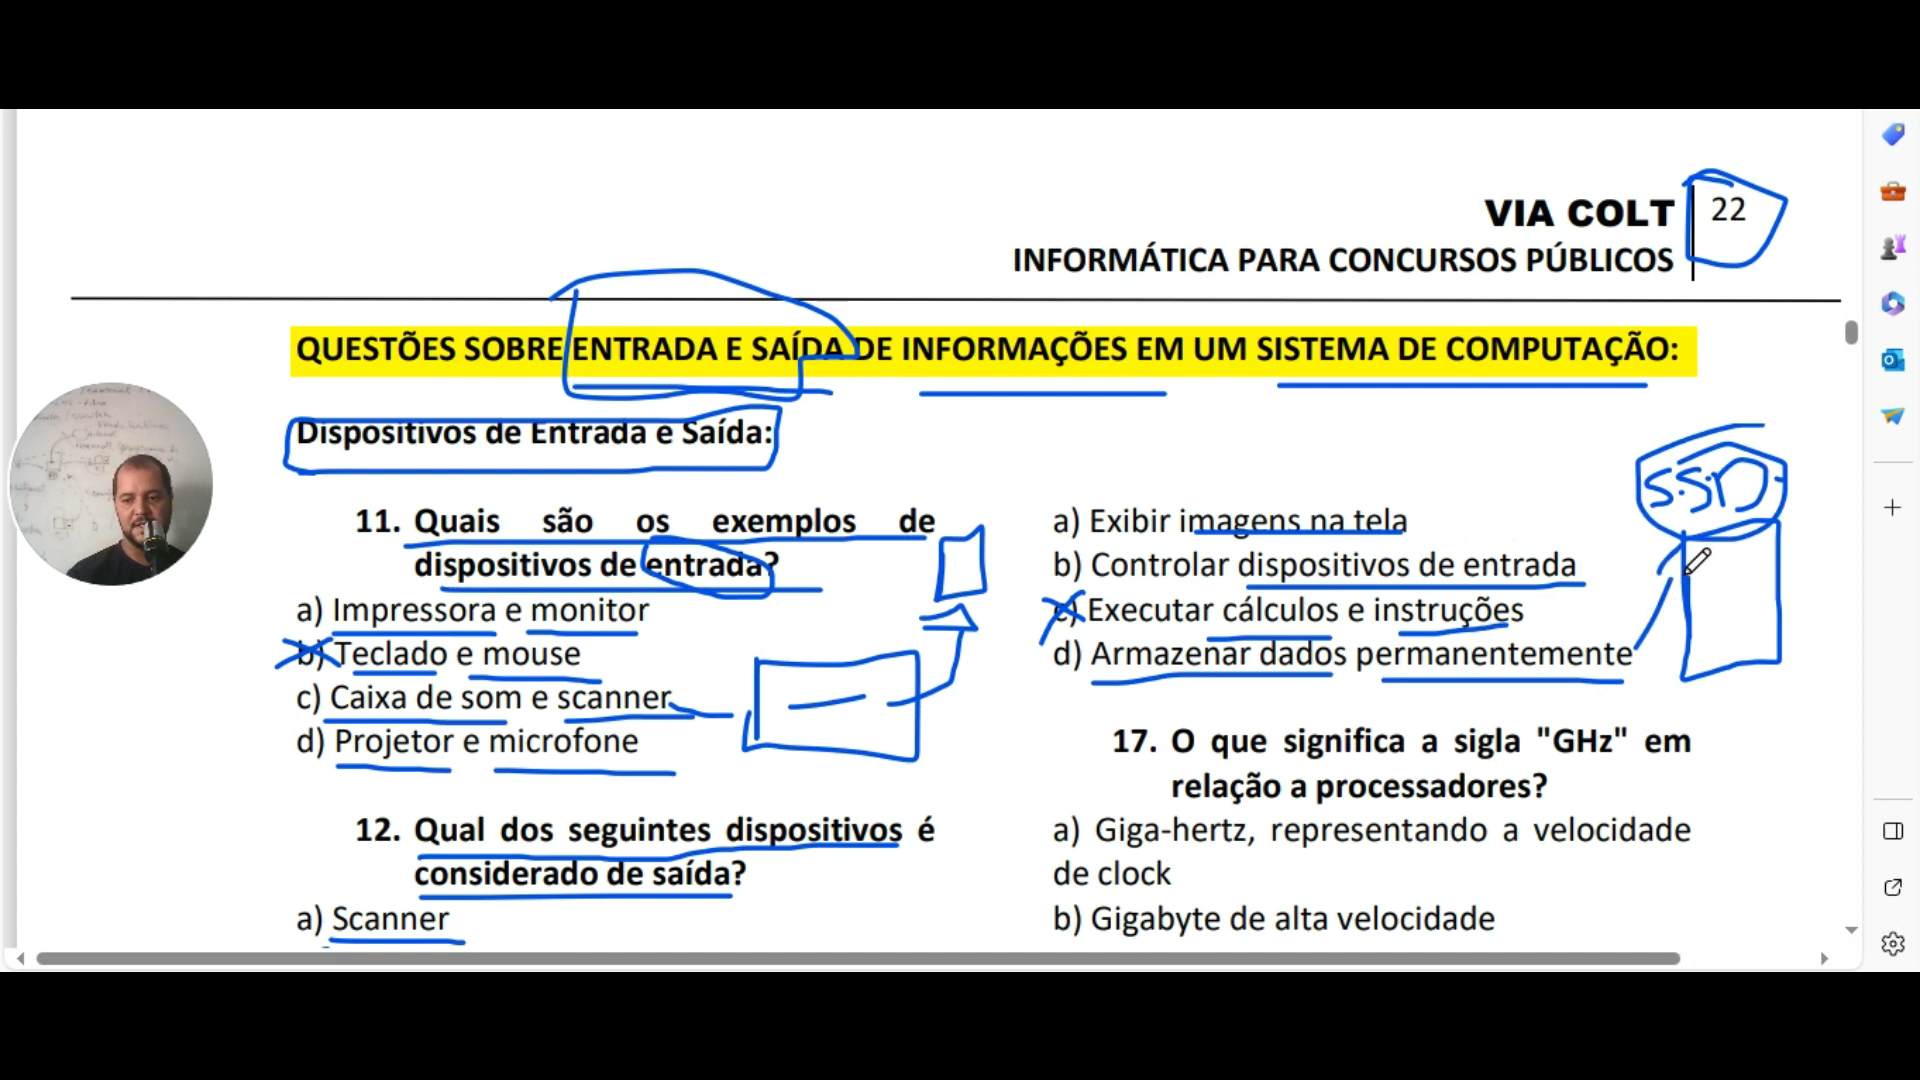 VIA COLT
22
INFORMÁTICA PARA CONCURSOS PÚBLICOS
QUESTÕES SOBRE ENTRADA E SAÍDA DE INFORMAÇÕES EM UM SISTEMA DE COMPUTAÇÃO:
Dispositivos de Entrada e Saída:
11. Quais são os exemplos de
dispositivos de entrada?
a) Impressora e monitor
b) Teclado e mouse
c) Caixa de som e scanner
d) Projetor e microfone
12. Qual dos seguintes dispositivos é
considerado de saída?
a) Scanner
a) Exibir imagens na tela
b) Controlar dispositivos de entrada
c) Executar cálculos e instruções
d) Armazenar dados permanentemente
S.S.D
17. O que significa a sigla "GHz" em
relação a processadores?
a) Giga-hertz, representando a velocidade
de clock
b) Gigabyte de alta velocidade